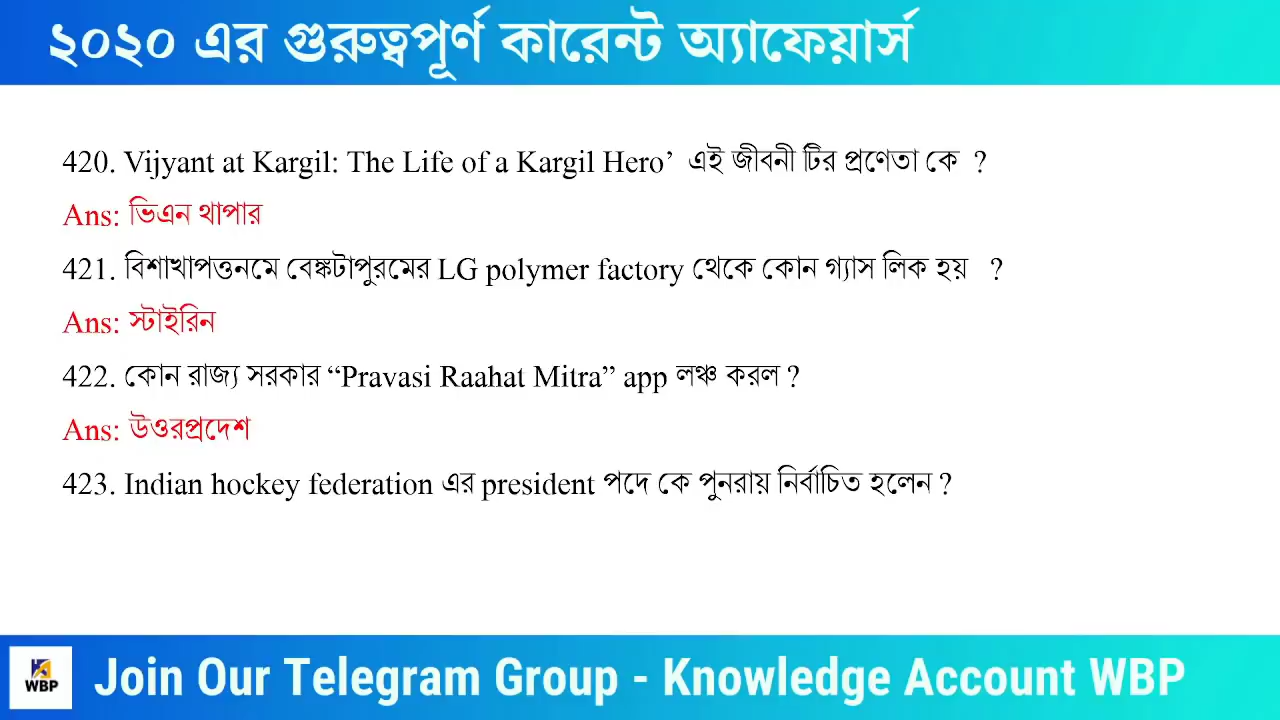 ২০২০ এর গুরুত্বপূর্ণ কারেন্ট অ্যাফেয়ার্স
420. Vijyant at Kargil: The Life of a Kargil Hero’ এই জীবনী টির প্রণেতা কে ?
Ans: ভিএন থাপার
421. বিশাখাপত্তনমে বেঙ্কটাপুরমের LG polymer factory থেকে কোন গ্যাস লিক হয় ?
Ans: স্টাইরিন
422. কোন রাজ্য সরকার “Pravasi Raahat Mitra” app লঞ্চ করল ?
Ans: উওরপ্রদেশ
423. Indian hockey federation এর president পদে কে পুনরায় নির্বাচিত হলেন ?
WBP
Join Our Telegram Group - Knowledge Account WBP